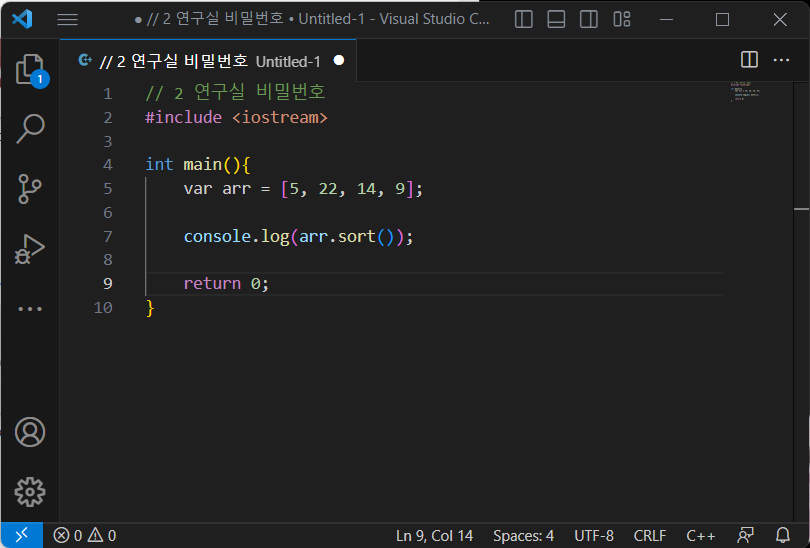 // 2 연구실 비밀번호 • Untitled-1 - Visual Studio C...
// 2 연구실 비밀번호 Untitled-1
1 // 2 연구실 비밀번호
2 #include <iostream>
3
4 int main(){
5     var arr = [5, 22, 14, 9];
6
7     console.log(arr.sort());
8
9     return 0;
10 }
1
0 0 Ln 9, Col 14 Spaces: 4 UTF-8 CRLF C++